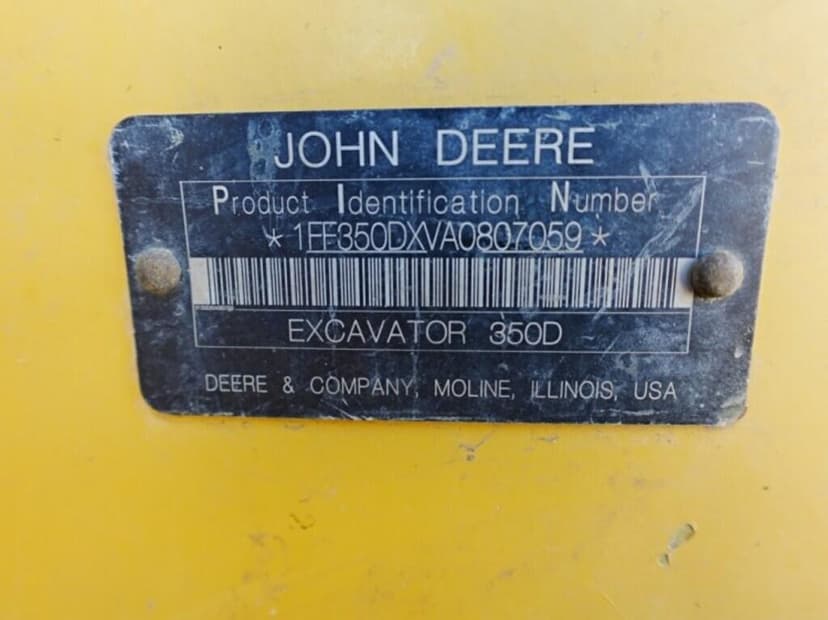 JOHN DEERE
Product Identification Number
*1FF350DXVA0807059*
EXCAVATOR 350D
DEERE & COMPANY, MOLINE, ILLINOIS, USA